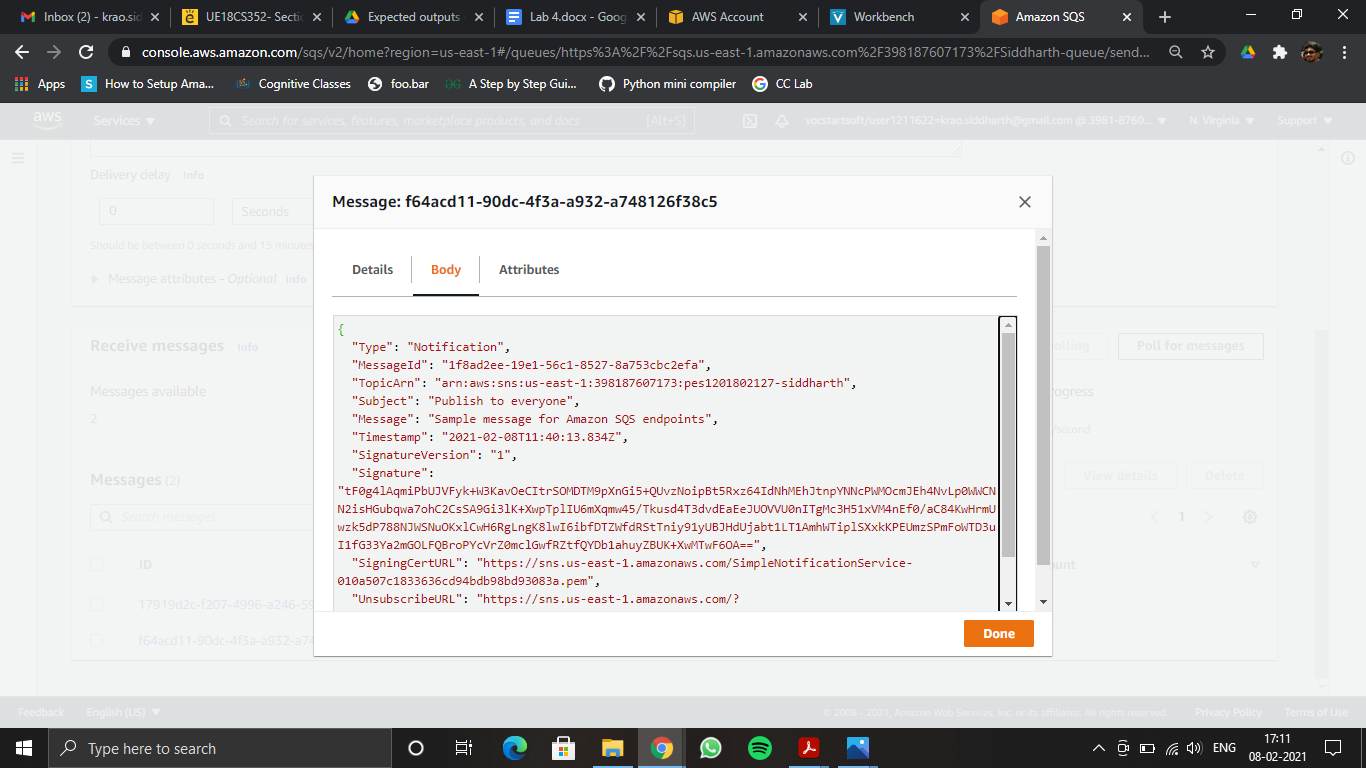 Inbox (2) - krao.sid
UE18CS352- Secti
Expected outputs -
Lab 4.docx - Goog
AWS Account
Workbench
Amazon SQS
console.aws.amazon.com/sqs/v2/home?region=us-east-1#/queues/https%3A%2F%2Fsqs.us-east-1.amazonaws.com%2F398187607173%2FSiddharth-queue/send...
Apps
How to Setup Ama...
Cognitive Classes
foo.bar
A Step by Step Gui...
Python mini compiler
CC Lab
aws
Services
Search for services, features, marketplace products, and docs
[Alt+S]
vocstartsoft/user1211622=krao.siddharth@gmail.com @ 3981-8760...
N. Virginia
Support
Delivery delay Info
0
Seconds
Should be between 0 seconds and 15 minutes
Message attributes - Optional Info
Receive messages Info
Poll for messages
Messages available
2
/second
Messages (2)
View details
Delete
Search messages
1
ID
17919d2c-f207-4996-a246-59
f64acd11-90dc-4f3a-a932-a74
Message: f64acd11-90dc-4f3a-a932-a748126f38c5
Details
Body
Attributes
{
"Type": "Notification",
"MessageId": "1f8ad2ee-19e1-56c1-8527-8a753cbc2efa",
"TopicArn": "arn:aws:sns:us-east-1:398187607173:pes1201802127-siddharth",
"Subject": "Publish to everyone",
"Message": "Sample message for Amazon SQS endpoints",
"Timestamp": "2021-02-08T11:40:13.834Z",
"SignatureVersion": "1",
"Signature":
"tF0g4lAqmiPbUJVFyk+W3KavOeCItrSOMDTM9pXnGi5+QUvzNoipBt5Rxz64IdNhMEhJtnpYNNcPWMOcmJEh4NvLp0WWCN
N2isHGubqwa7ohC2CsSA9Gi3lK+XwpTplIU6mXqmw45/Tkusd4T3dvdEaEeJUOVVU0nITgMc3H51xVM4nEf0/aC84KwHrmU
wzk5dP788NJWSNuOKxlCwH6RgLngK8lwI6ibfDTZWfdRStTniy91yUBJHdUjabt1LT1AmhWTiplSXxkKPEUmzSPmFoWTD3u
I1fG33Ya2mGOLFQBroPYcVrZ0mclGwfRZtfQYDb1ahuyZBUK+XwMTwF6OA==",
"SigningCertURL": "https://sns.us-east-1.amazonaws.com/SimpleNotificationService-
010a507c1833636cd94bdb98bd93083a.pem",
"UnsubscribeURL": "https://sns.us-east-1.amazonaws.com/?
Done
Feedback
English (US)
© 2008 - 2021, Amazon Web Services, Inc. or its affiliates. All rights reserved.
Privacy Policy
Terms of Use
Type here to search
ENG
17:11
08-02-2021